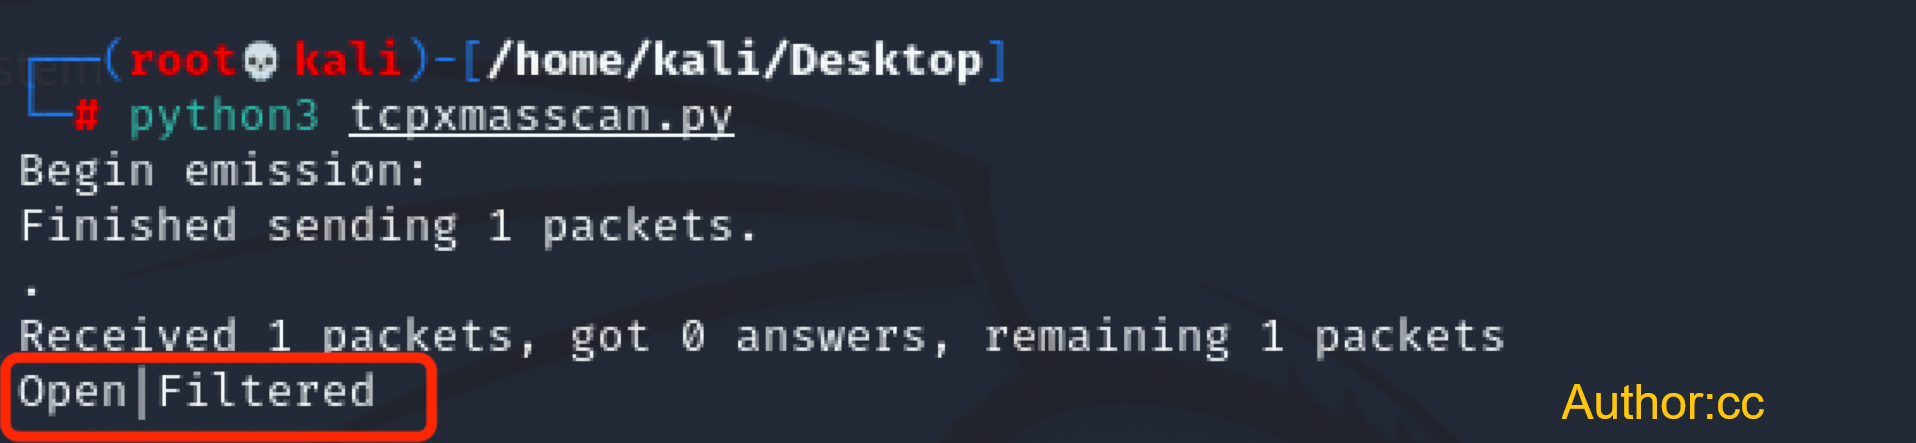 ┌──(root💀kali)-[/home/kali/Desktop]
└─# python3 tcpxmasscan.py
Begin emission:
Finished sending 1 packets.
.
Received 1 packets, got 0 answers, remaining 1 packets
Open|Filtered
Author:cc